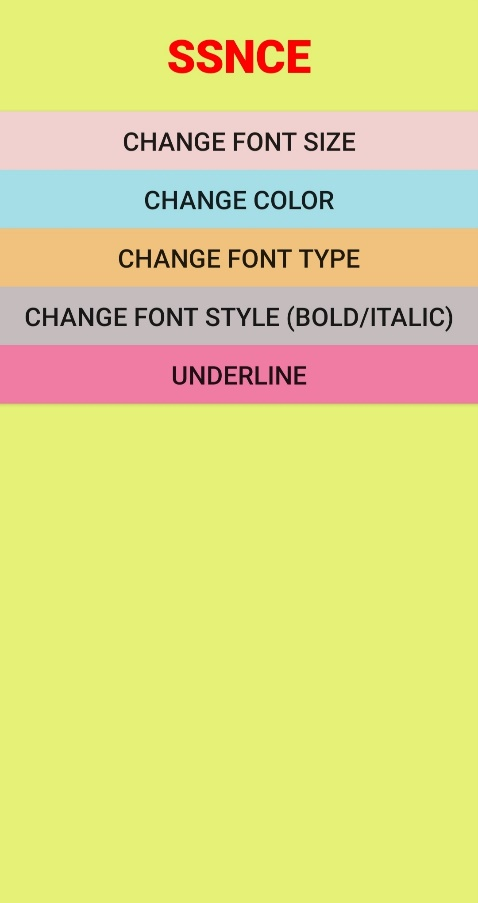 SSNCE
CHANGE FONT SIZE
CHANGE COLOR
CHANGE FONT TYPE
CHANGE FONT STYLE (BOLD/ITALIC)
UNDERLINE